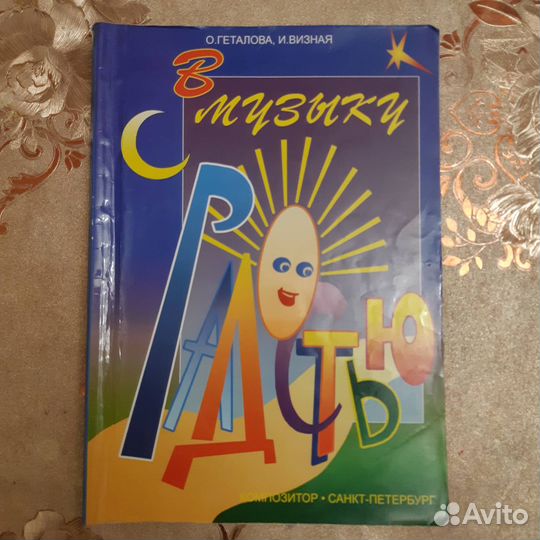 О.ГЕТАЛОВА, И.ВИЗНАЯ
В
МУЗЫКУ
С
РАДОСТЬЮ
КОМПОЗИТОР • САНКТ-ПЕТЕРБУРГ
Avito